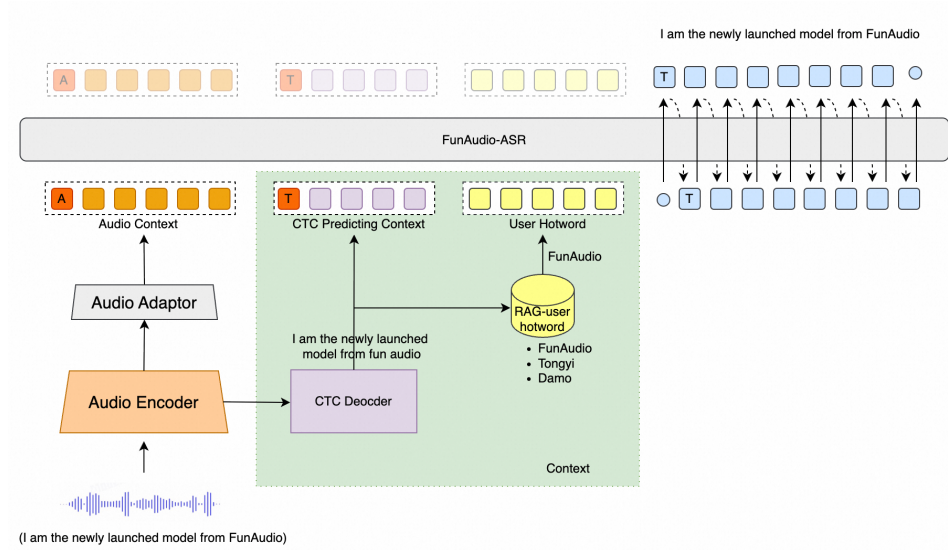 I am the newly launched model from FunAudio
A
T
T
FunAudio-ASR
A
T
T
Audio Context
CTC Predicting Context
User Hotword
FunAudio
Audio Adaptor
RAG-user
hotword
I am the newly launched
model from fun audio
• FunAudio
• Tongyi
• Damo
Audio Encoder
CTC Deocder
Context
(I am the newly launched model from FunAudio)